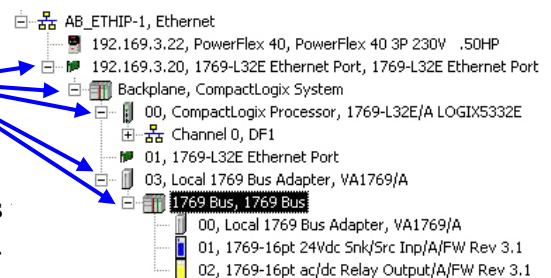 AB_ETHIP-1, Ethernet
192.169.3.22, PowerFlex 40, PowerFlex 40 3P 230V .50HP
192.169.3.20, 1769-L32E Ethernet Port, 1769-L32E Ethernet Port
Backplane, CompactLogix System
00, CompactLogix Processor, 1769-L32E/A LOGIX5332E
Channel 0, DF1
01, 1769-L32E Ethernet Port
03, Local 1769 Bus Adapter, VA1769/A
s
1769 Bus, 1769 Bus
00, Local 1769 Bus Adapter, VA1769/A
.
01, 1769-16pt 24Vdc Snk/Src Inp/A/FW Rev 3.1
02, 1769-16pt ac/dc Relay Output/A/FW Rev 3.1